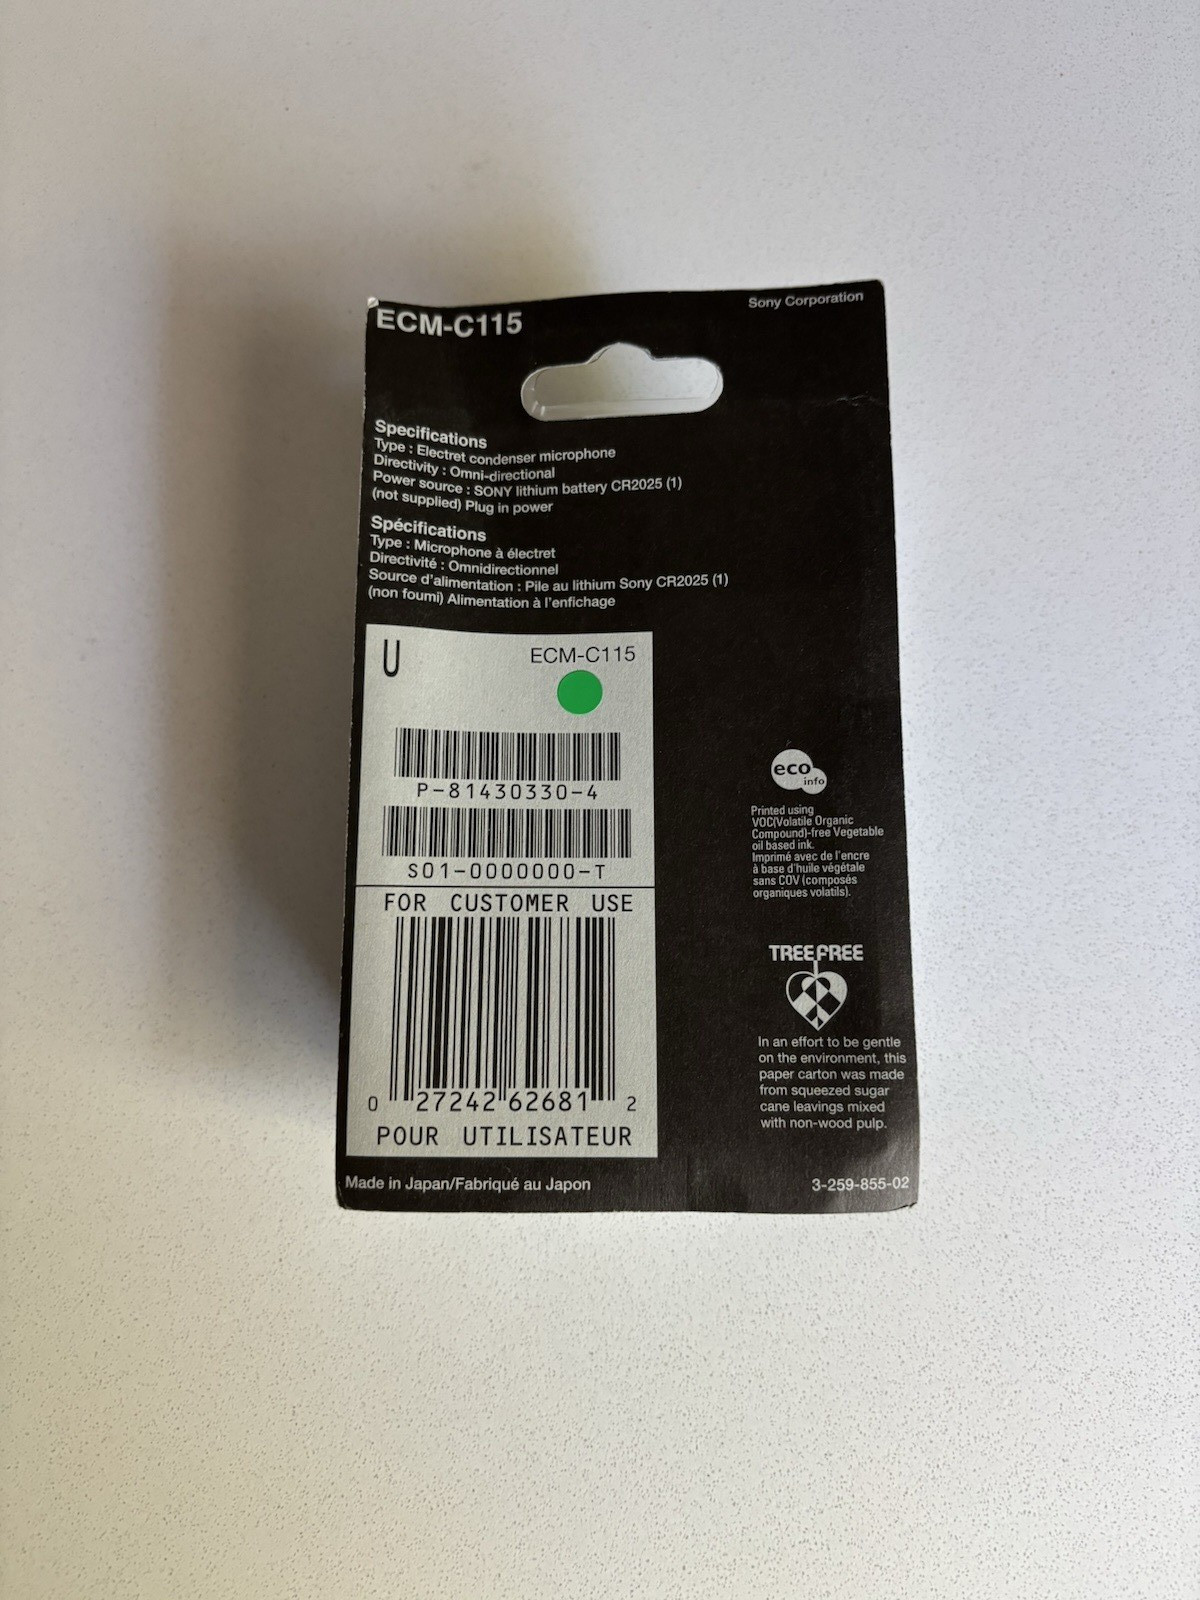 ECM-C115
Sony Corporation
Specifications
Type : Electret condenser microphone
Directivity : Omni-directional
Power source : SONY lithium battery CR2025 (1)
(not supplied) Plug in power
Spécifications
Type : Microphone à électret
Directivité : Omnidirectionnel
Source d'alimentation : Pile au lithium Sony CR2025 (1)
(non foumi) Alimentation à l'enfichage
U
ECM-C115
P-81430330-4
S01-0000000-T
FOR CUSTOMER USE
0 27242 62681 2
POUR UTILISATEUR
eco
info
Printed using
VOC(Volatile Organic
Compound)-free Vegetable
oil based ink.
Imprimé avec de l'encre
à base d'huile végétale
sans COV (composés
organiques volatils).
TREE FREE
In an effort to be gentle
on the environment, this
paper carton was made
from squeezed sugar
cane leavings mixed
with non-wood pulp.
Made in Japan/Fabriqué au Japon
3-259-855-02